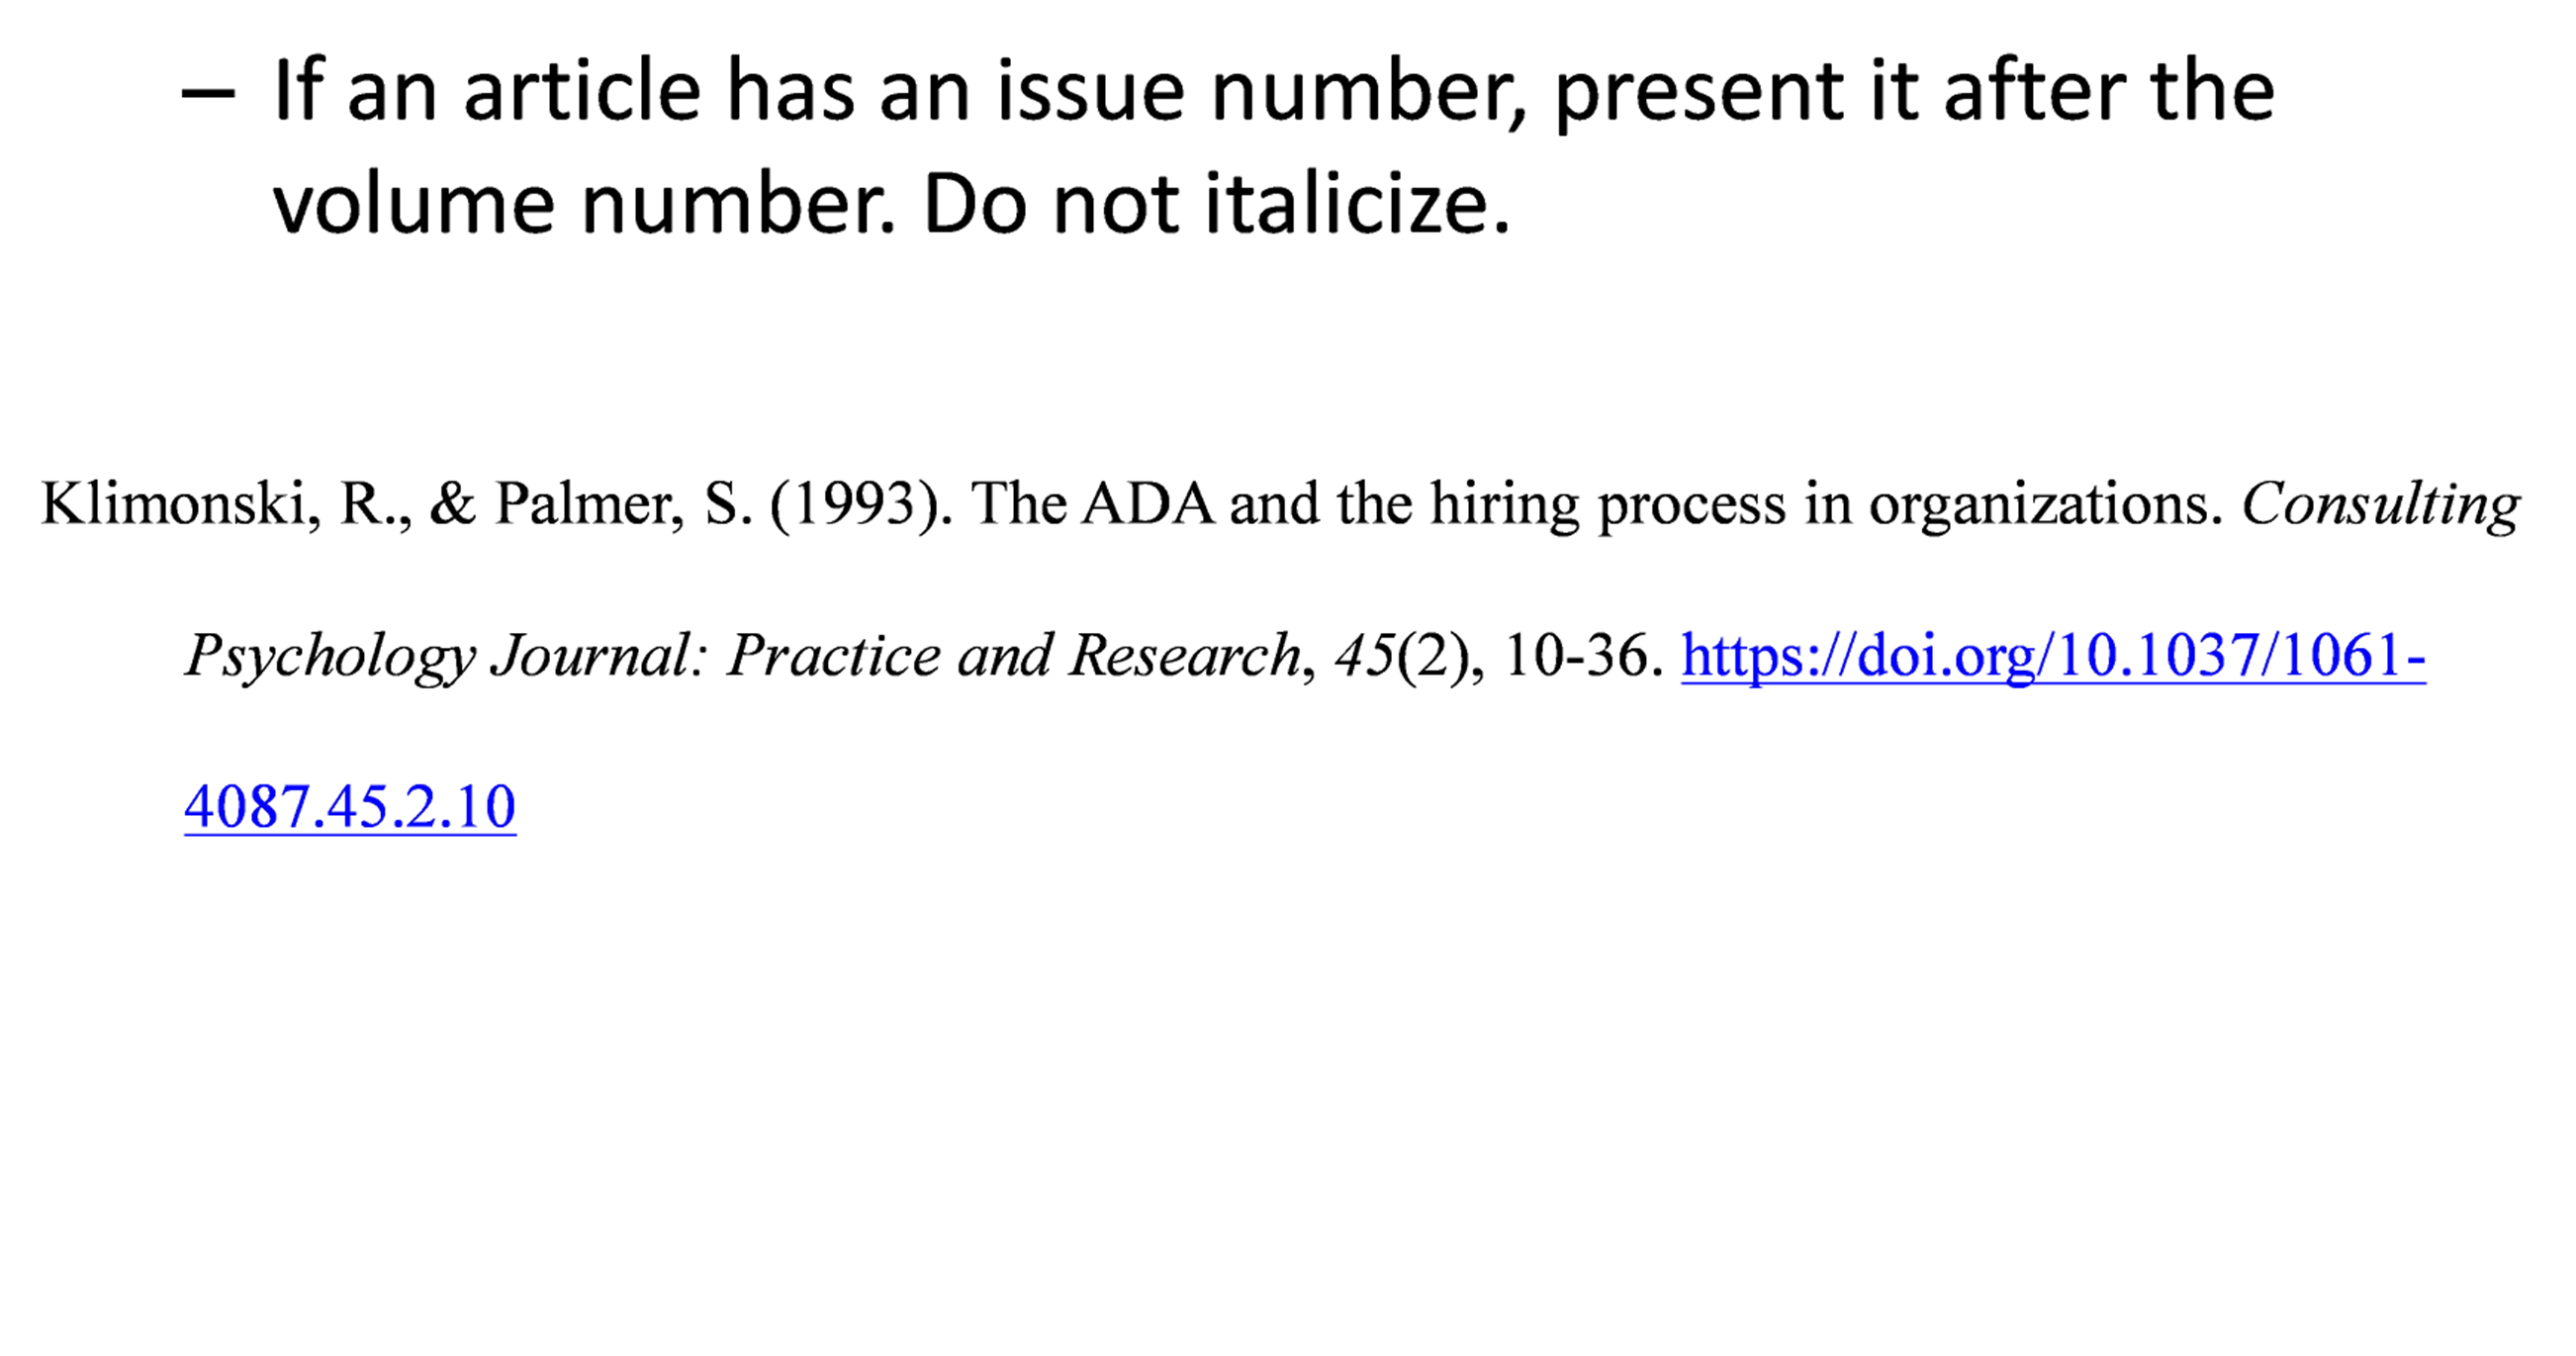 – If an article has an issue number, present it after the
volume number. Do not italicize.
Klimonski, R., & Palmer, S. (1993). The ADA and the hiring process in organizations. Consulting
Psychology Journal: Practice and Research, 45(2), 10-36. https://doi.org/10.1037/1061-
4087.45.2.10